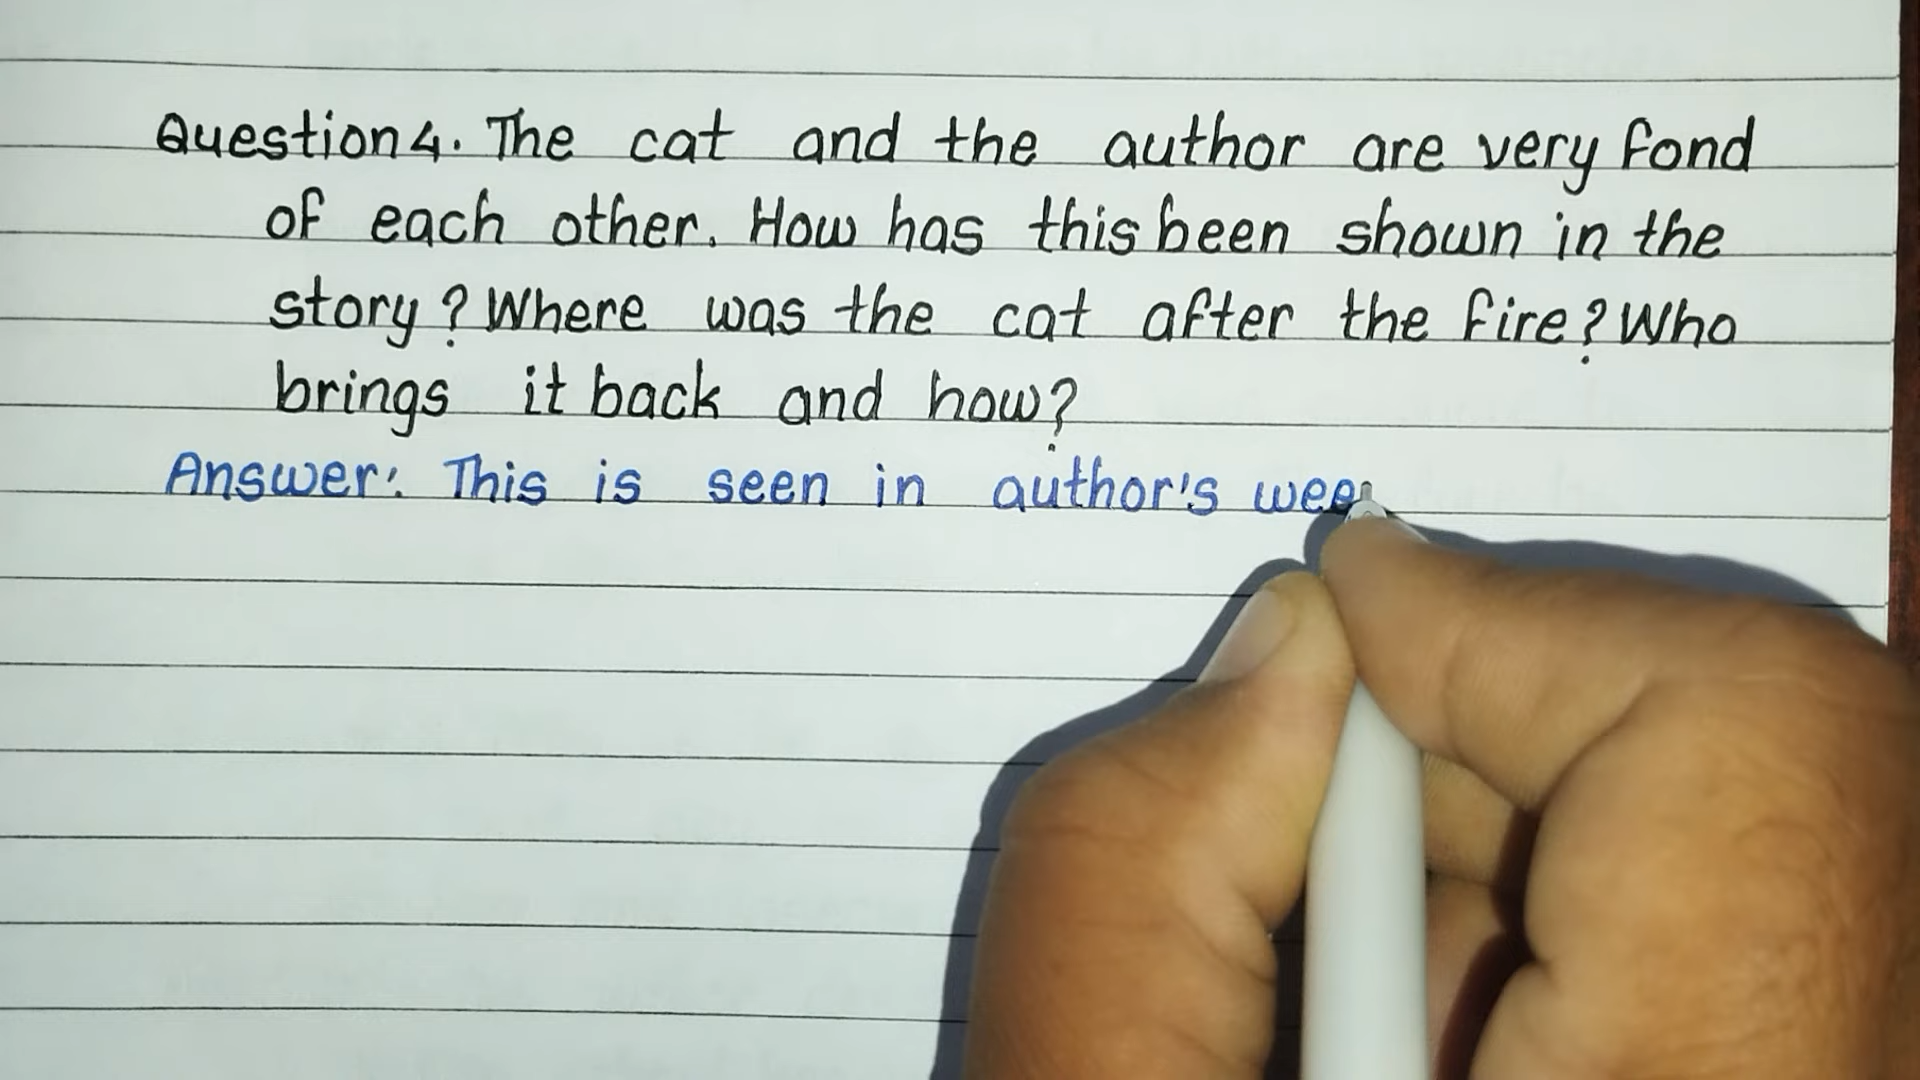 Question 4. The cat and the author are very fond
of each other. How has this been shown in the
story? Where was the cat after the fire? Who
brings it back and how?
Answer: This is seen in author's